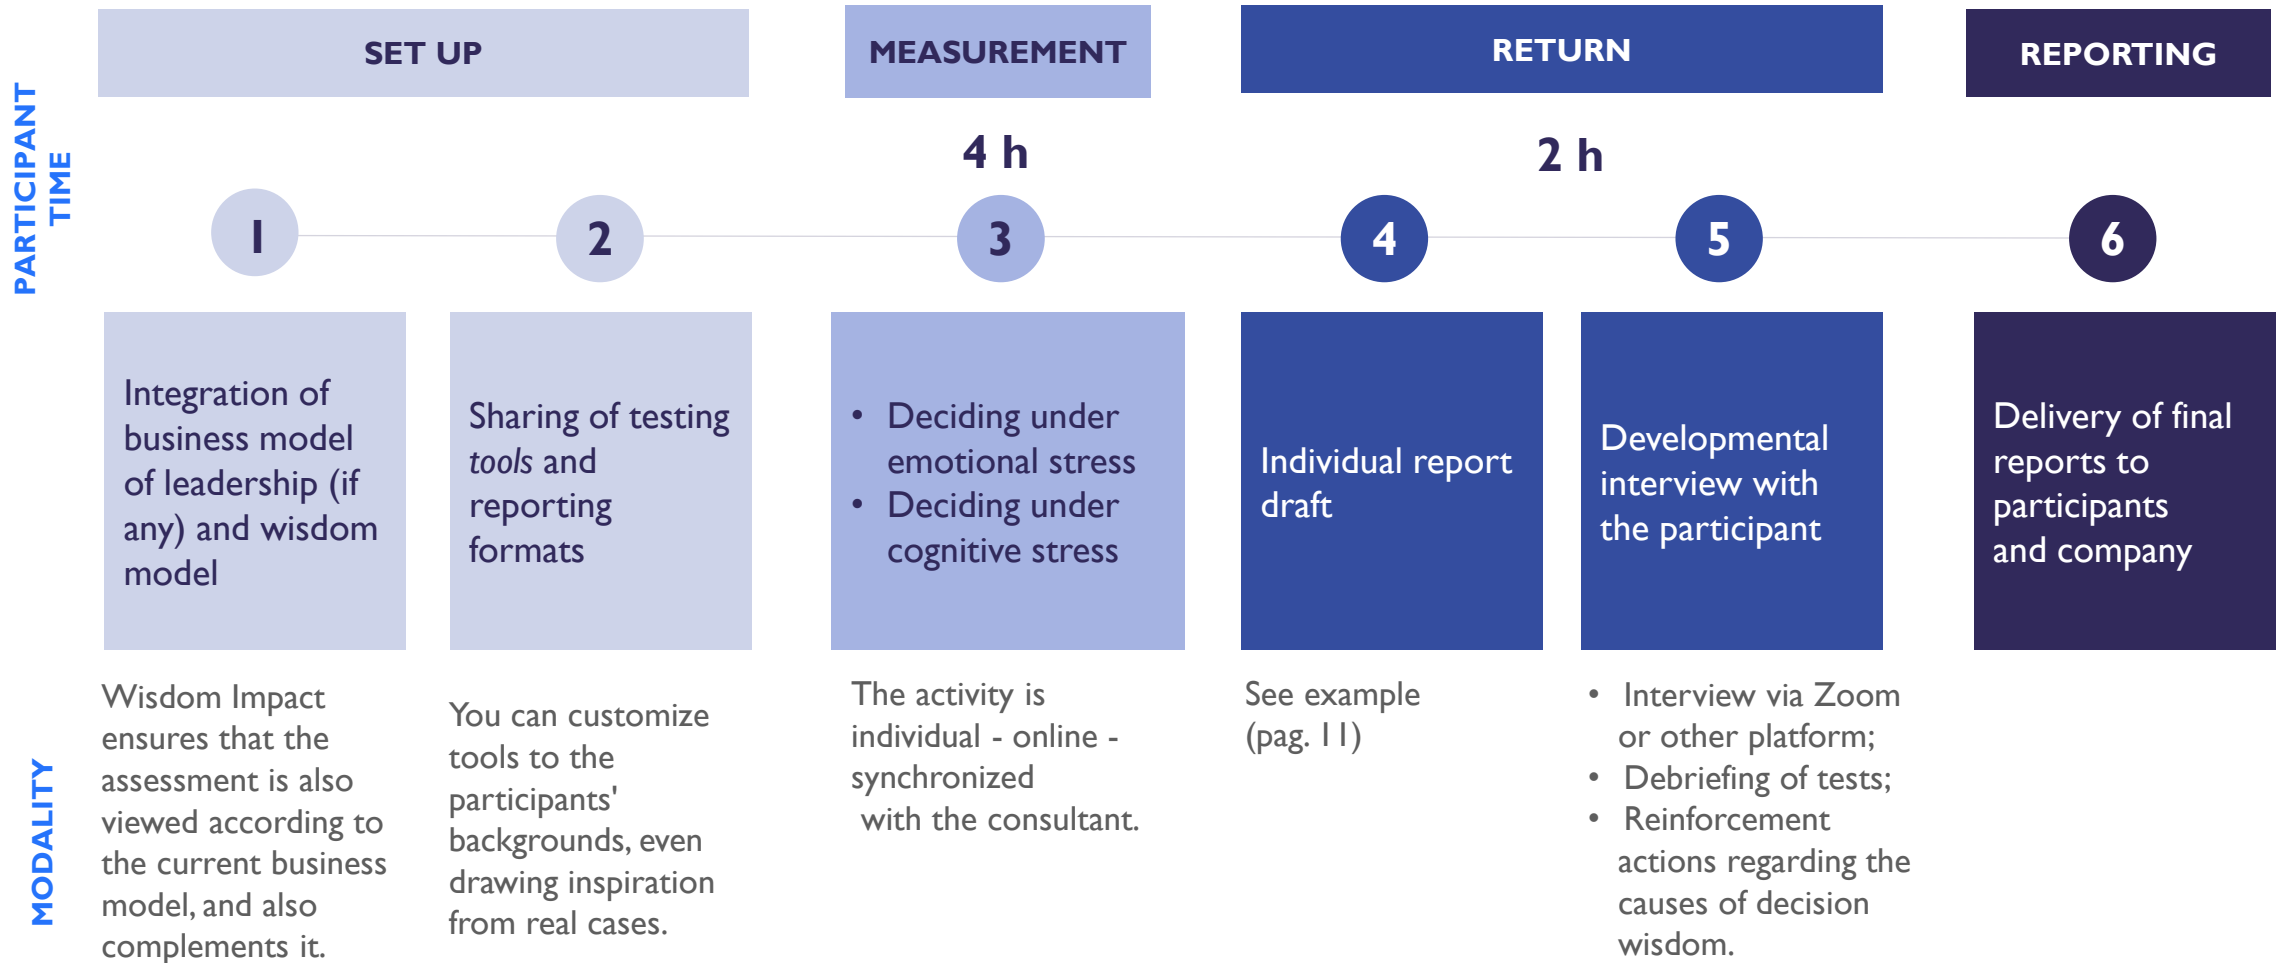 SET UP
MEASUREMENT
RETURN
REPORTING
PARTICIPANT
TIME
4 h
2 h
1
2
3
4
5
6
Integration of
business model
of leadership (if
any) and wisdom
model
Sharing of testing
tools and
reporting
formats
• Deciding under
emotional stress
• Deciding under
cognitive stress
Individual report
draft
Developmental
interview with
the participant
Delivery of final
reports to
participants
and company
MODALITY
Wisdom Impact
ensures that the
assessment is also
viewed according to
the current business
model, and also
complements it.
You can customize
tools to the
participants'
backgrounds, even
drawing inspiration
from real cases.
The activity is
individual - online -
synchronized
with the consultant.
See example
(pag. 11)
• Interview via Zoom
or other platform;
• Debriefing of tests;
• Reinforcement
actions regarding the
causes of decision
wisdom.